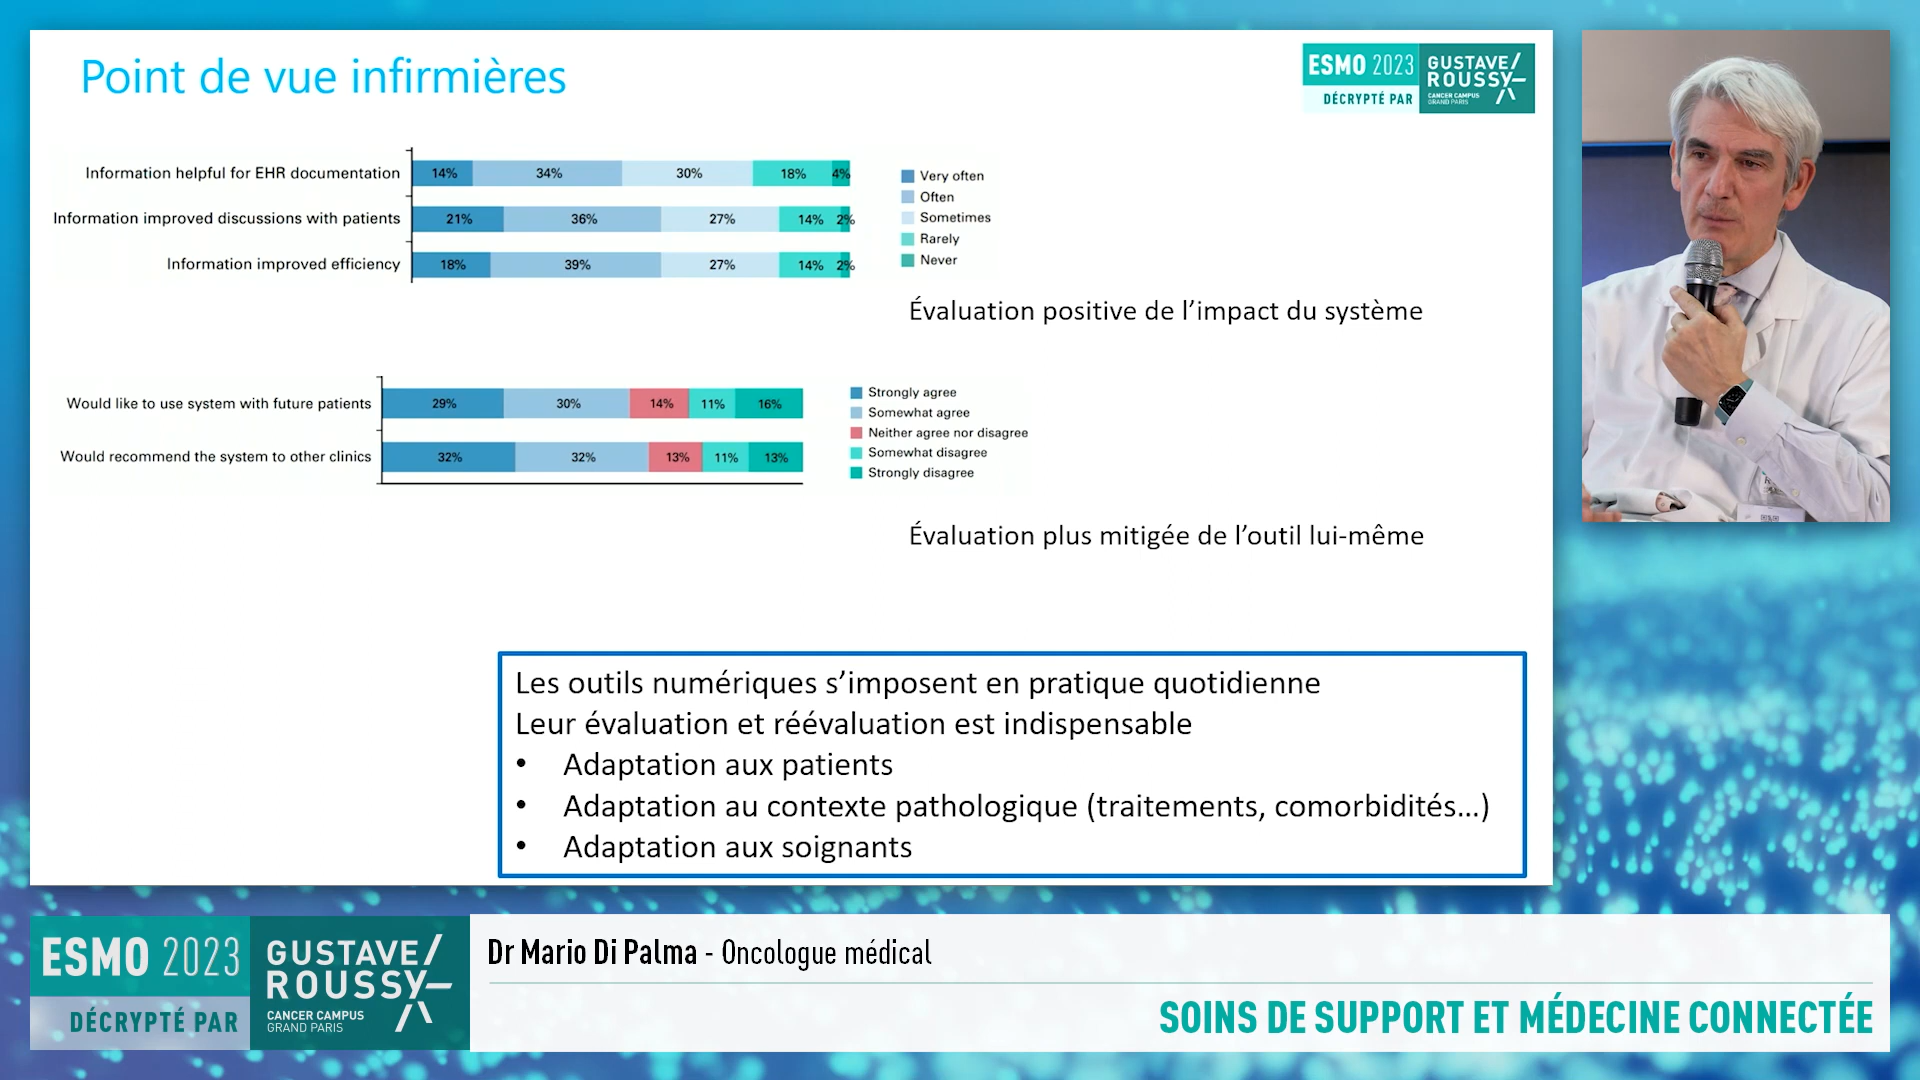 Point de vue infirmières
ESMO 2023
DÉCRYPTÉ PAR
GUSTAVE/
ROUSSY
CANCER CAMPUS
GRAND PARIS
Information helpful for EHR documentation 14% 34% 30% 18% 4%
Information improved discussions with patients 21% 36% 27% 14% 2%
Information improved efficiency 18% 39% 27% 14% 2%
Very often
Often
Sometimes
Rarely
Never
Évaluation positive de l’impact du système
Would like to use system with future patients 29% 30% 14% 11% 16%
Would recommend the system to other clinics 32% 32% 13% 11% 13%
Strongly agree
Somewhat agree
Neither agree nor disagree
Somewhat disagree
Strongly disagree
Évaluation plus mitigée de l’outil lui-même
Les outils numériques s’imposent en pratique quotidienne
Leur évaluation et réévaluation est indispensable
• Adaptation aux patients
• Adaptation au contexte pathologique (traitements, comorbidités…)
• Adaptation aux soignants
ESMO 2023
DÉCRYPTÉ PAR
GUSTAVE/
ROUSSY
CANCER CAMPUS
GRAND PARIS
Dr Mario Di Palma - Oncologue médical
SOINS DE SUPPORT ET MÉDECINE CONNECTÉE